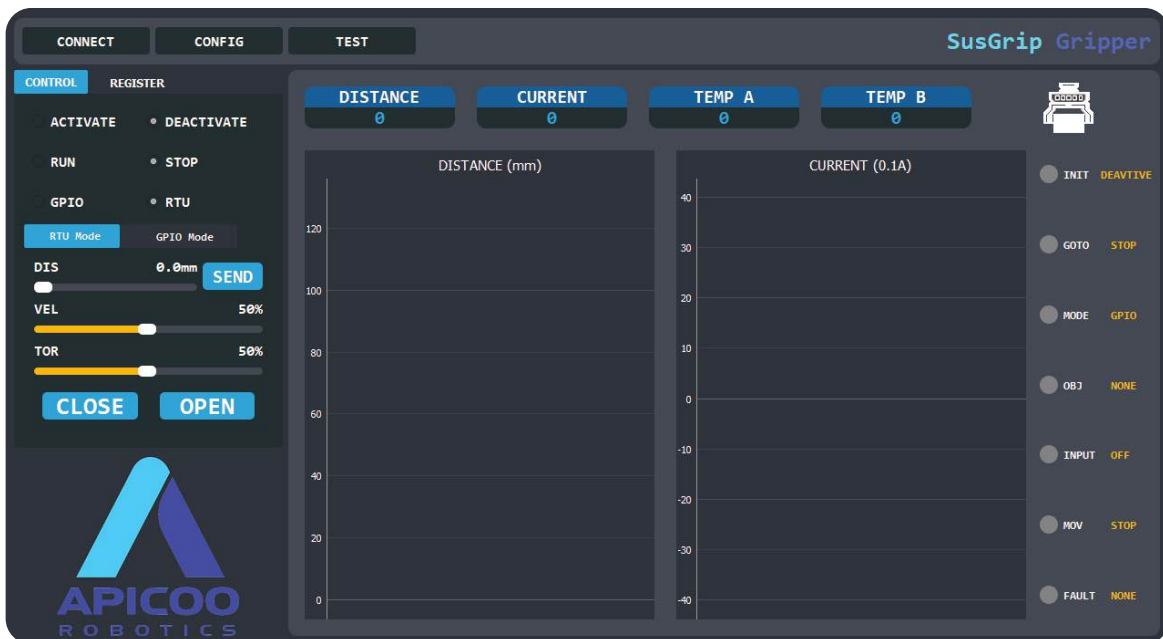 CONNECT CONFIG TEST SusGrip Gripper
CONTROL REGISTER
ACTIVATE DEACTIVATE
RUN STOP
GPIO RTU
RTU Mode GPIO Mode
DIS 0.0mm SEND
VEL 50%
TOR 50%
CLOSE OPEN
APICOO
ROBOTICS
DISTANCE CURRENT TEMP A TEMP B
0 0 0 0
DISTANCE (mm)
120
100
80
60
40
20
0
CURRENT (0.1A)
40
30
20
10
0
-10
-20
-30
-40
INIT DEAVTIVE
GOTO STOP
MODE GPIO
OBJ NONE
INPUT OFF
MOV STOP
FAULT NONE